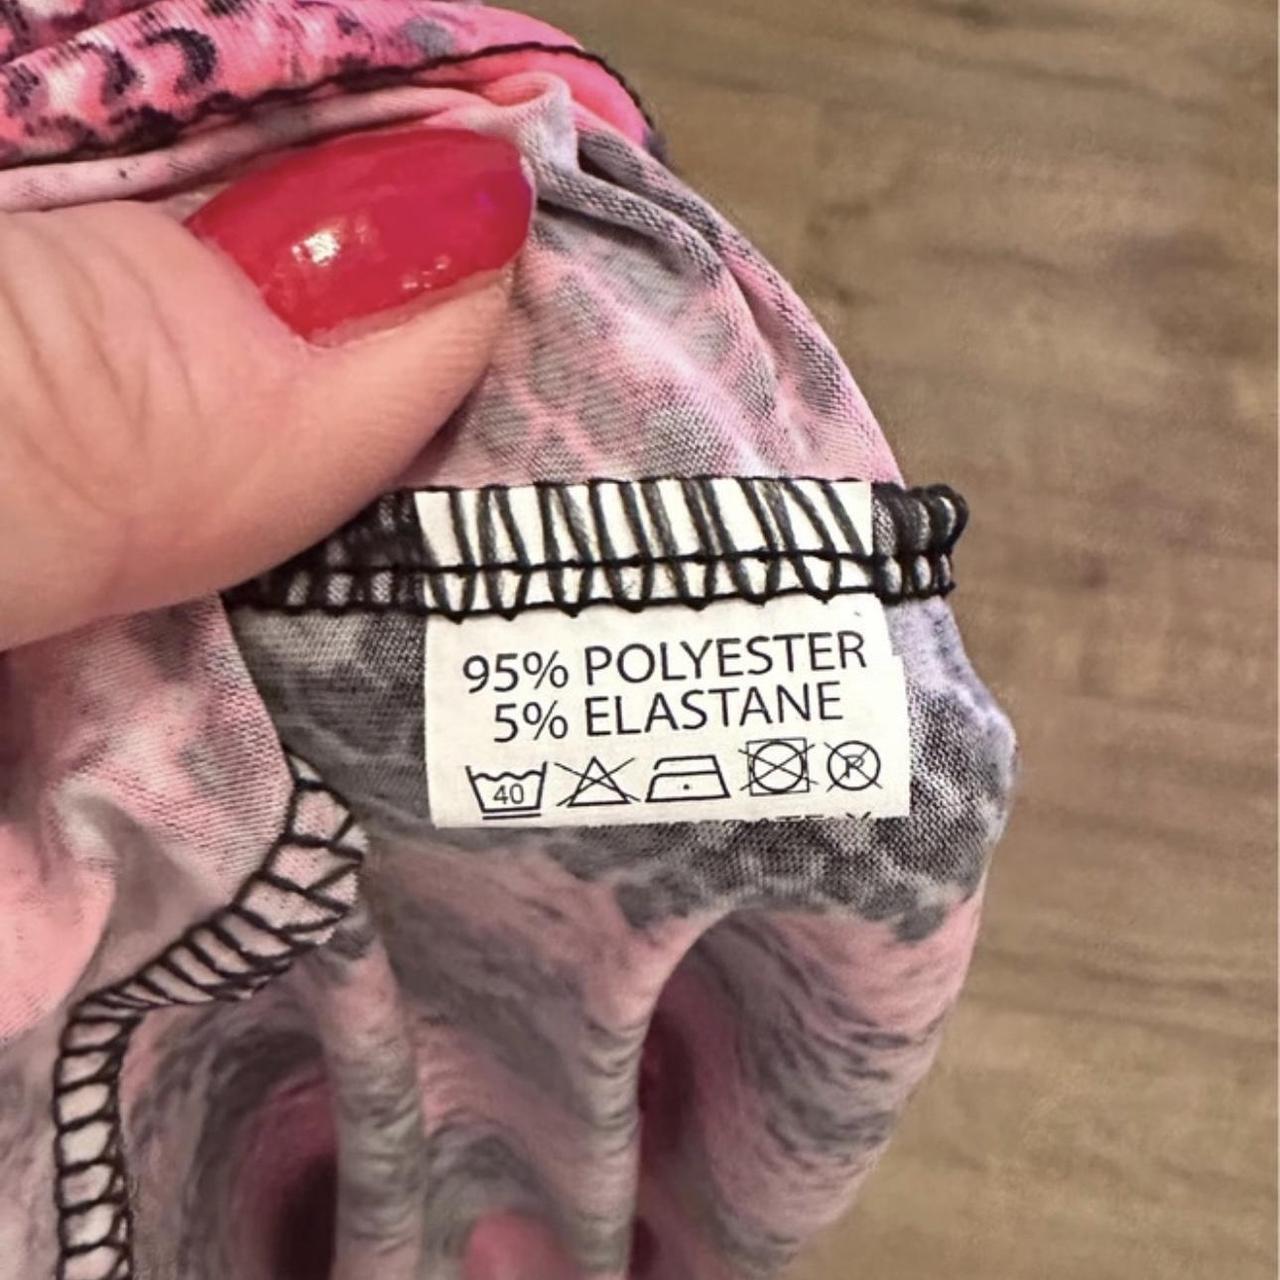 95% POLYESTER
5% ELASTANE
40 P